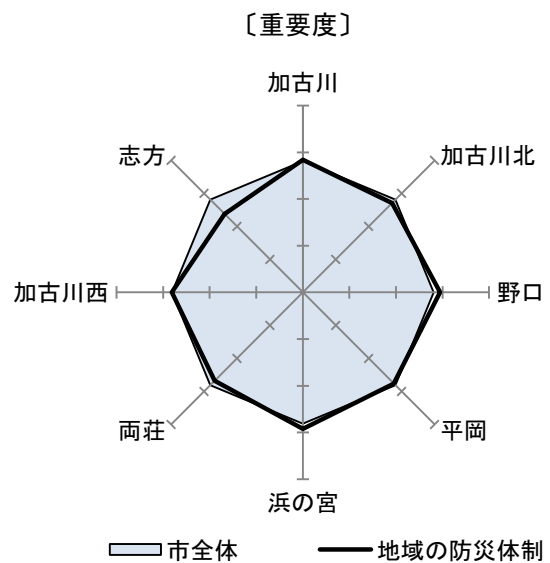 〔重要度〕
加古川
志方
加古川北
加古川西
野口
両荘
平岡
浜の宮
市全体
地域の防災体制